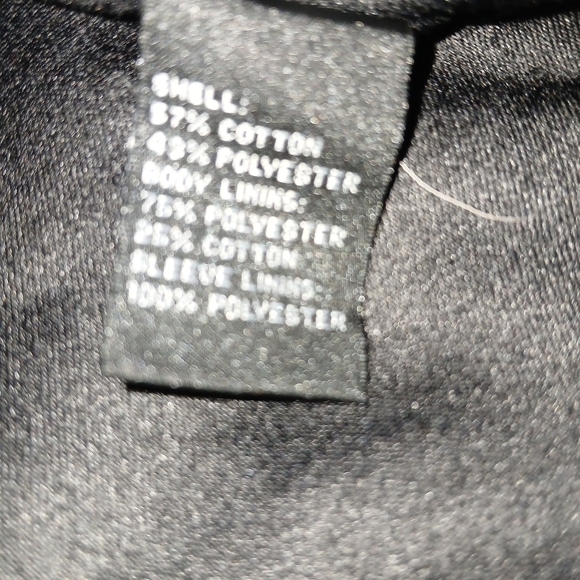 SHELL:
57% COTTON
43% POLYESTER
BODY LINING:
75% POLYESTER
25% COTTON
SLEEVE LINING:
100% POLYESTER